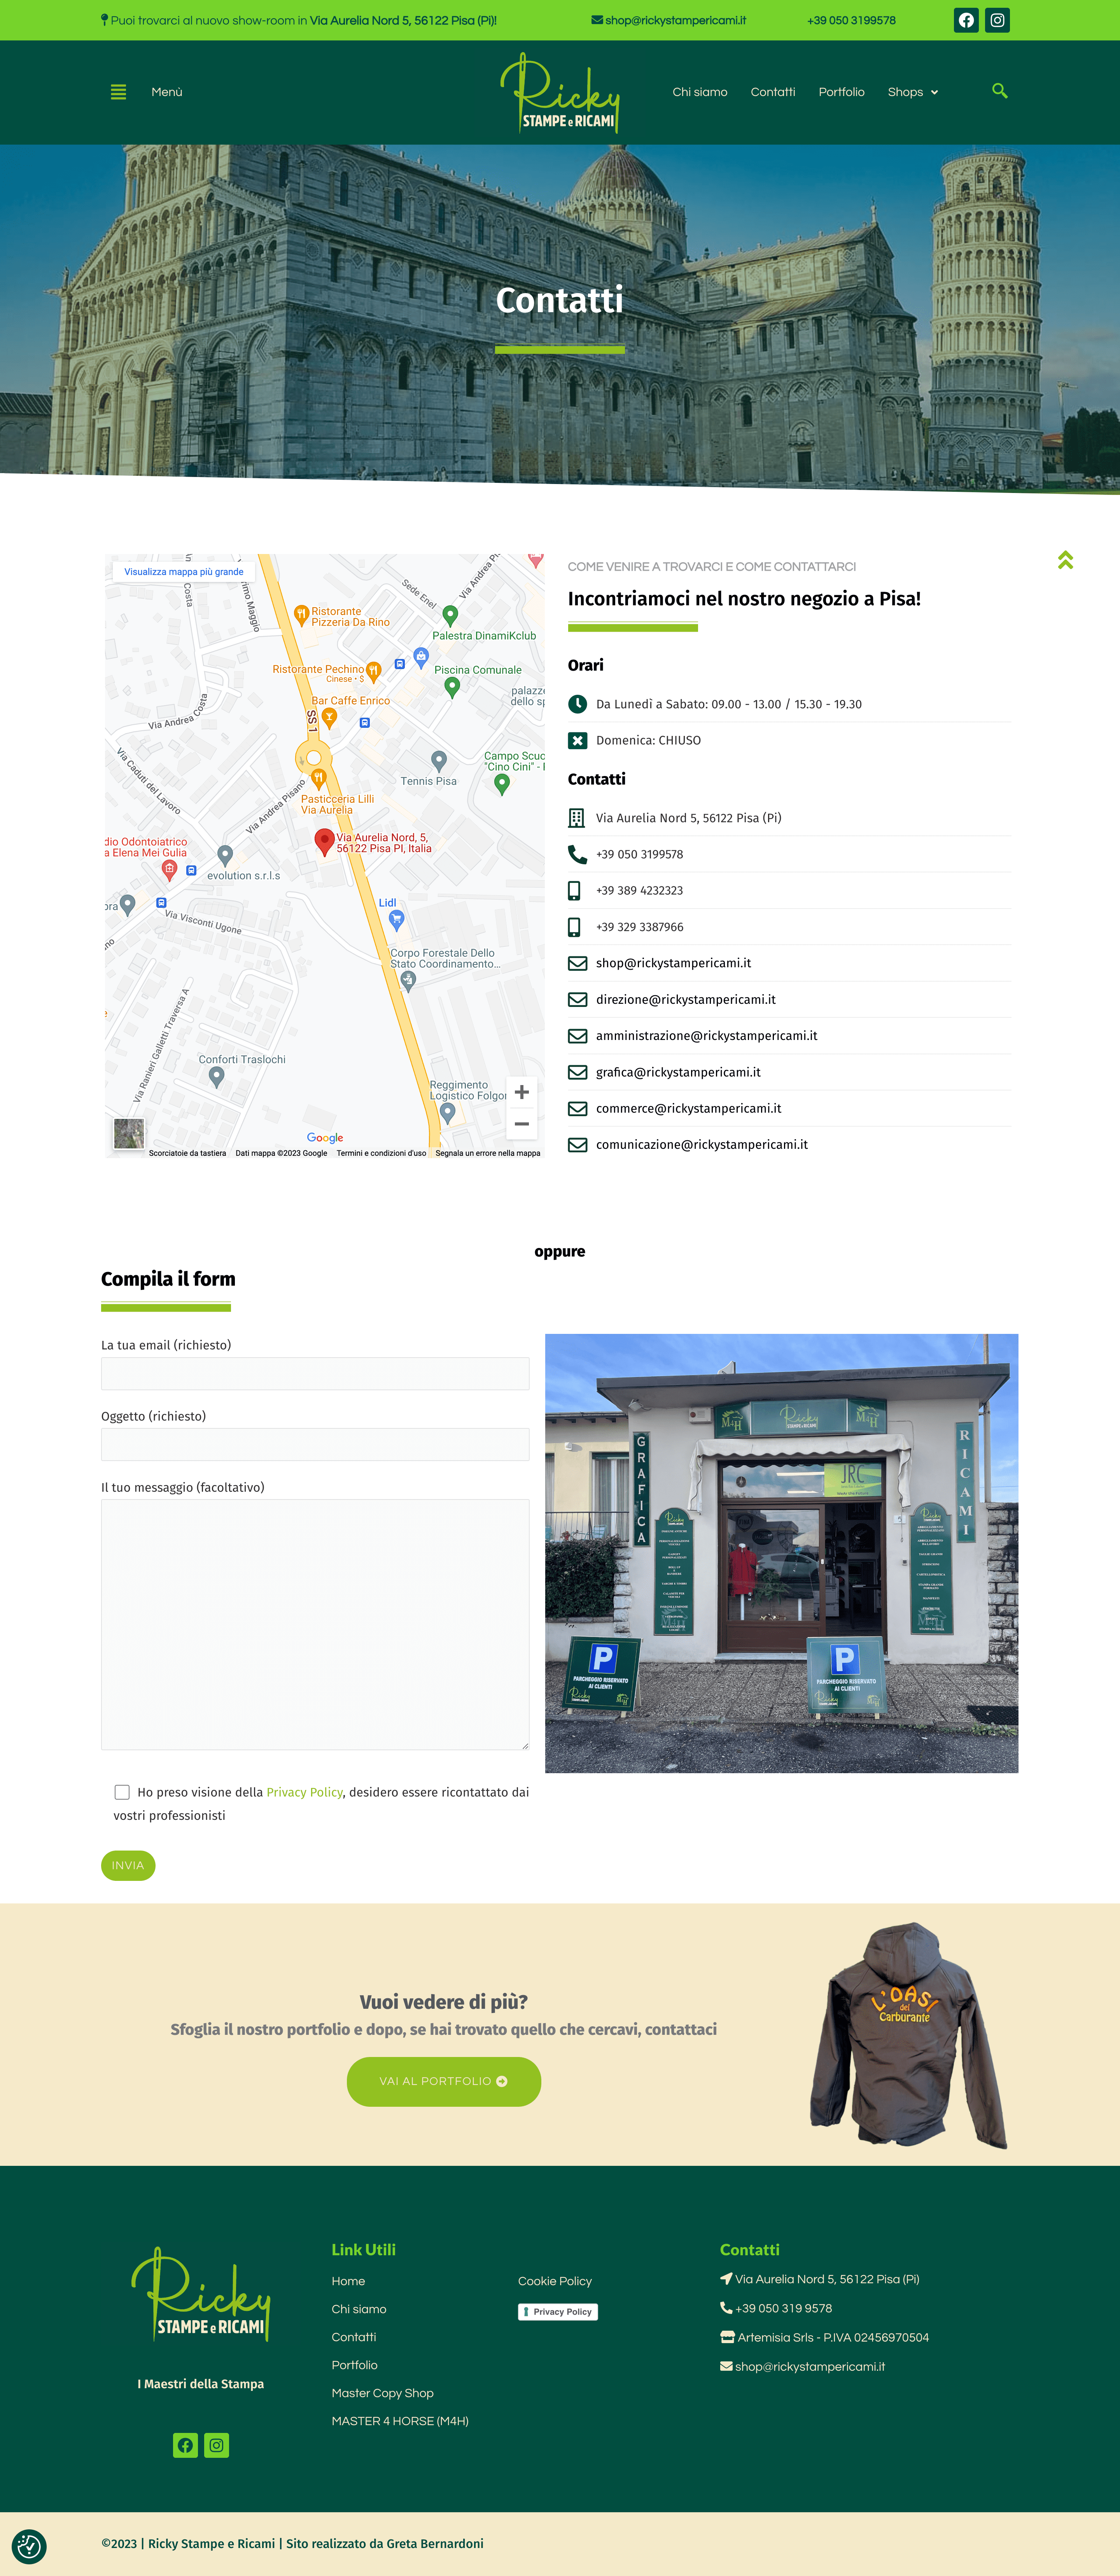 Puoi trovarci al nuovo show-room in Via Aurelia Nord 5, 56122 Pisa (Pi)!
shop@rickystampericami.it
+39 050 3199578
Menù
Ricky
STAMPE e RICAMI
Chi siamo
Contatti
Portfolio
Shops
Contatti
Visualizza mappa più grande
Ristorante
Pizzeria Da Rino
Sede Enel
Palestra DinamiKclub
Ristorante Pechino
Cinese • $
Piscina Comunale
Bar Caffe Enrico
SS 1
Via Andrea Costa
Via Caduti del Lavoro
Tennis Pisa
Campo Scuo
"Cino Cini" -
Via Andrea Pisano
Pasticceria Lilli
Via Aurelia
Via Aurelia Nord, 5,
56122 Pisa PI, Italia
dio Odontoiatrico
a Elena Mei Gulia
evolution s.r.l.s
Lidl
Via Visconti Ugone
Corpo Forestale Dello
Stato Coordinamento...
Via Ranieri Galletti Traversa A
Conforti Traslochi
Reggimento
Logistico Folgor
Google
Scorciatoie da tastiera
Dati mappa ©2023 Google
Termini e condizioni d'uso
Segnala un errore nella mappa
COME VENIRE A TROVARCI E COME CONTATTARCI
Incontriamoci nel nostro negozio a Pisa!
Orari
Da Lunedì a Sabato: 09.00 - 13.00 / 15.30 - 19.30
Domenica: CHIUSO
Contatti
Via Aurelia Nord 5, 56122 Pisa (Pi)
+39 050 3199578
+39 389 4232323
+39 329 3387966
shop@rickystampericami.it
direzione@rickystampericami.it
amministrazione@rickystampericami.it
grafica@rickystampericami.it
commerce@rickystampericami.it
comunicazione@rickystampericami.it
oppure
Compila il form
La tua email (richiesto)
Oggetto (richiesto)
Il tuo messaggio (facoltativo)
Ho preso visione della Privacy Policy, desidero essere ricontattato dai
vostri professionisti
INVIA
Ricky
M4H
GRAFICA
RICAMI
JRC
P
PARCHEGGIO RISERVATO
AI CLIENTI
P
PARCHEGGIO RISERVATO
AI CLIENTI
Vuoi vedere di più?
Sfoglia il nostro portfolio e dopo, se hai trovato quello che cercavi, contattaci
VAI AL PORTFOLIO
L'OASI
del
Carburante
Ricky
STAMPE e RICAMI
I Maestri della Stampa
Link Utili
Home
Chi siamo
Contatti
Portfolio
Master Copy Shop
MASTER 4 HORSE (M4H)
Cookie Policy
Privacy Policy
Contatti
Via Aurelia Nord 5, 56122 Pisa (Pi)
+39 050 319 9578
Artemisia Srls - P.IVA 02456970504
shop@rickystampericami.it
©2023 | Ricky Stampe e Ricami | Sito realizzato da Greta Bernardoni